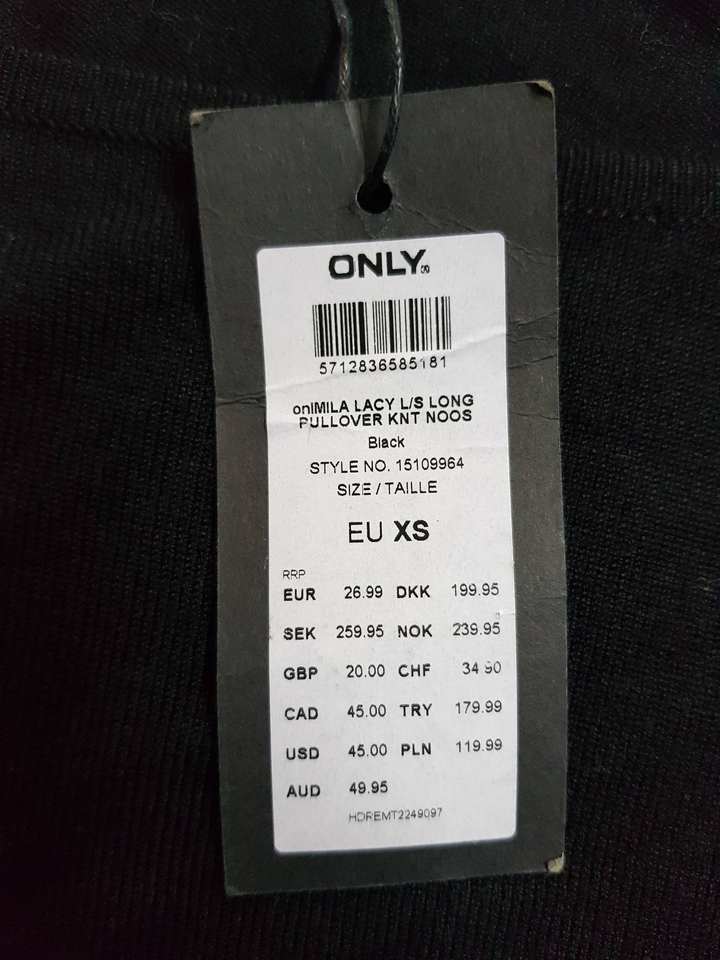 ONLY
5712836585181
onlMILA LACY L/S LONG
PULLOVER KNT NOOS
Black
STYLE NO. 15109964
SIZE / TAILLE
EU XS
RRP
EUR 26.99 DKK 199.95
SEK 259.95 NOK 239.95
GBP 20.00 CHF 34.90
CAD 45.00 TRY 179.99
USD 45.00 PLN 119.99
AUD 49.95
HDREMT2249097